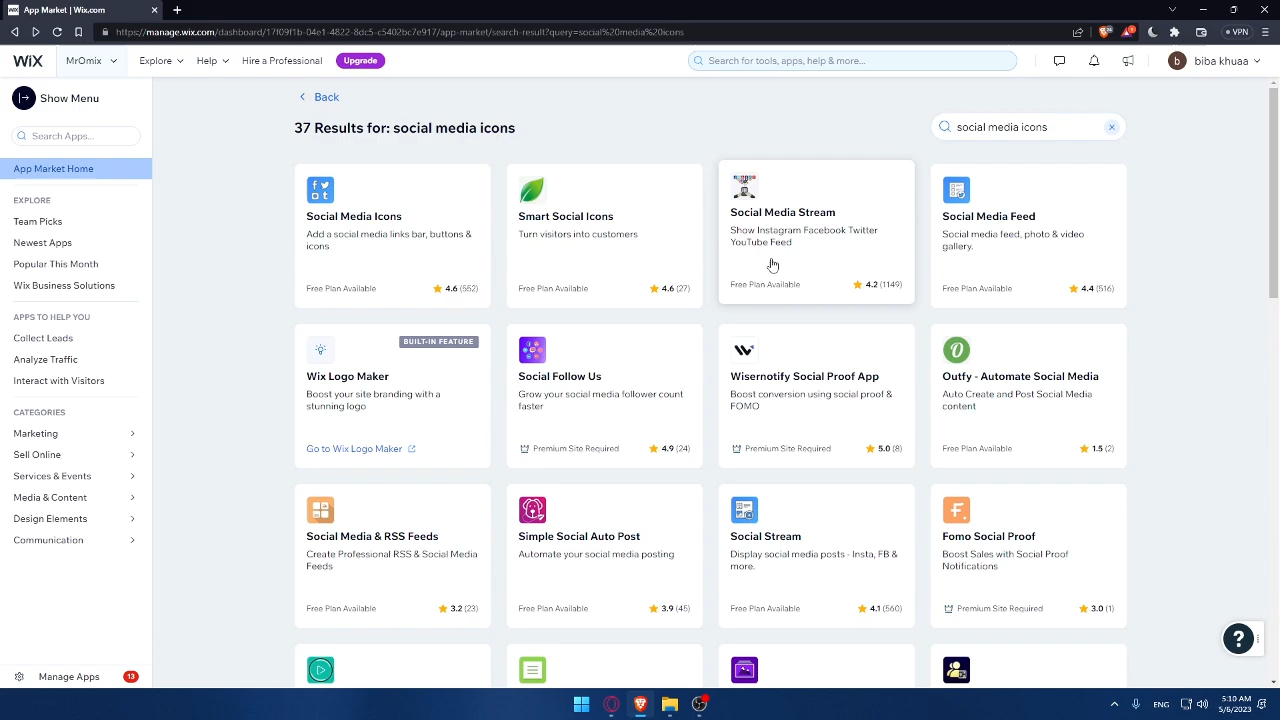 App Market | Wix.com
https://manage.wix.com/dashboard/17f09f1b-04e1-4822-8dc5-c5402bc7e917/app-market/search-result?query=social%20media%20icons
VPN
WiX
MrOmix
Explore
Help
Hire a Professional
Upgrade
Search for tools, apps, help & more...
b
biba khuaa
Show Menu
Search Apps...
App Market Home
EXPLORE
Team Picks
Newest Apps
Popular This Month
Wix Business Solutions
APPS TO HELP YOU
Collect Leads
Analyze Traffic
Interact with Visitors
CATEGORIES
Marketing
Sell Online
Services & Events
Media & Content
Design Elements
Communication
Manage Apps
13
Back
37 Results for: social media icons
social media icons
Social Media Icons
Add a social media links bar, buttons &
icons
Free Plan Available
4.6 (552)
Smart Social Icons
Turn visitors into customers
Free Plan Available
4.6 (27)
Social Media Stream
Show Instagram Facebook Twitter
YouTube Feed
Free Plan Available
4.2 (1149)
Social Media Feed
Social media feed, photo & video
gallery.
Free Plan Available
4.4 (516)
BUILT-IN FEATURE
Wix Logo Maker
Boost your site branding with a
stunning logo
Go to Wix Logo Maker
Social Follow Us
Grow your social media follower count
faster
Premium Site Required
4.9 (24)
Wisernotify Social Proof App
Boost conversion using social proof &
FOMO
Premium Site Required
5.0 (8)
Outfy - Automate Social Media
Auto Create and Post Social Media
content
Free Plan Available
1.5 (2)
Social Media & RSS Feeds
Create Professional RSS & Social Media
Feeds
Free Plan Available
3.2 (23)
Simple Social Auto Post
Automate your social media posting
Free Plan Available
3.9 (45)
Social Stream
Display social media posts - Insta, FB &
more.
Free Plan Available
4.1 (560)
F.
Fomo Social Proof
Boost Sales with Social Proof
Notifications
Premium Site Required
3.0 (1)
?
ENG
5:10 AM
5/6/2023